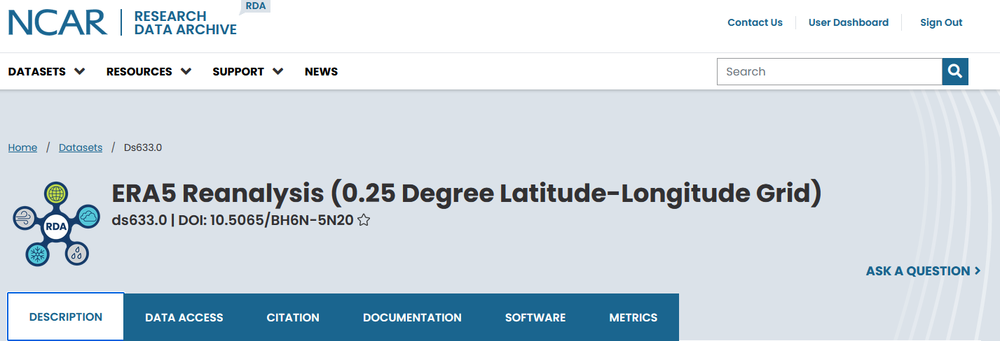 RDA
NCAR
RESEARCH
DATA ARCHIVE
Contact Us
User Dashboard
Sign Out
DATASETS
RESOURCES
SUPPORT
NEWS
Search
Home / Datasets / Ds633.0
RDA
ERA5 Reanalysis (0.25 Degree Latitude-Longitude Grid)
ds633.0 | DOI: 10.5065/BH6N-5N20
ASK A QUESTION >
DESCRIPTION
DATA ACCESS
CITATION
DOCUMENTATION
SOFTWARE
METRICS